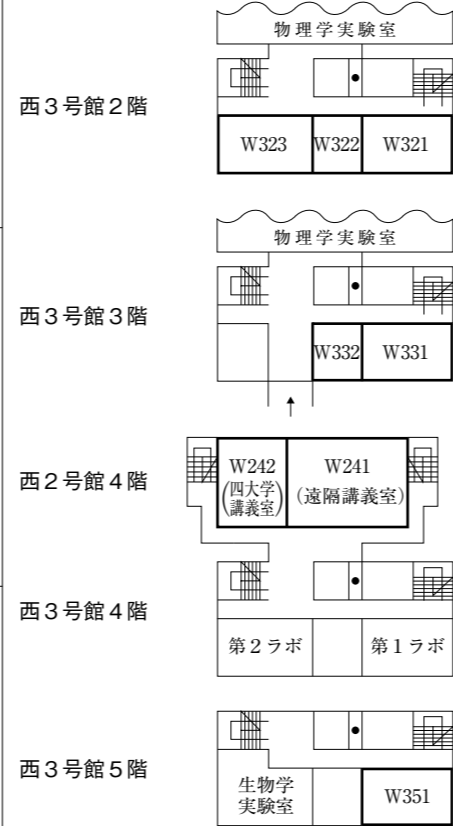 物理学実験室
西３号館２階
W323
W322
W321
物理学実験室
西３号館３階
W332
W331
西２号館４階
W242
(四大学
講義室)
W241
(遠隔講義室)
西３号館４階
第２ラボ
第１ラボ
西３号館５階
生物学
実験室
W351